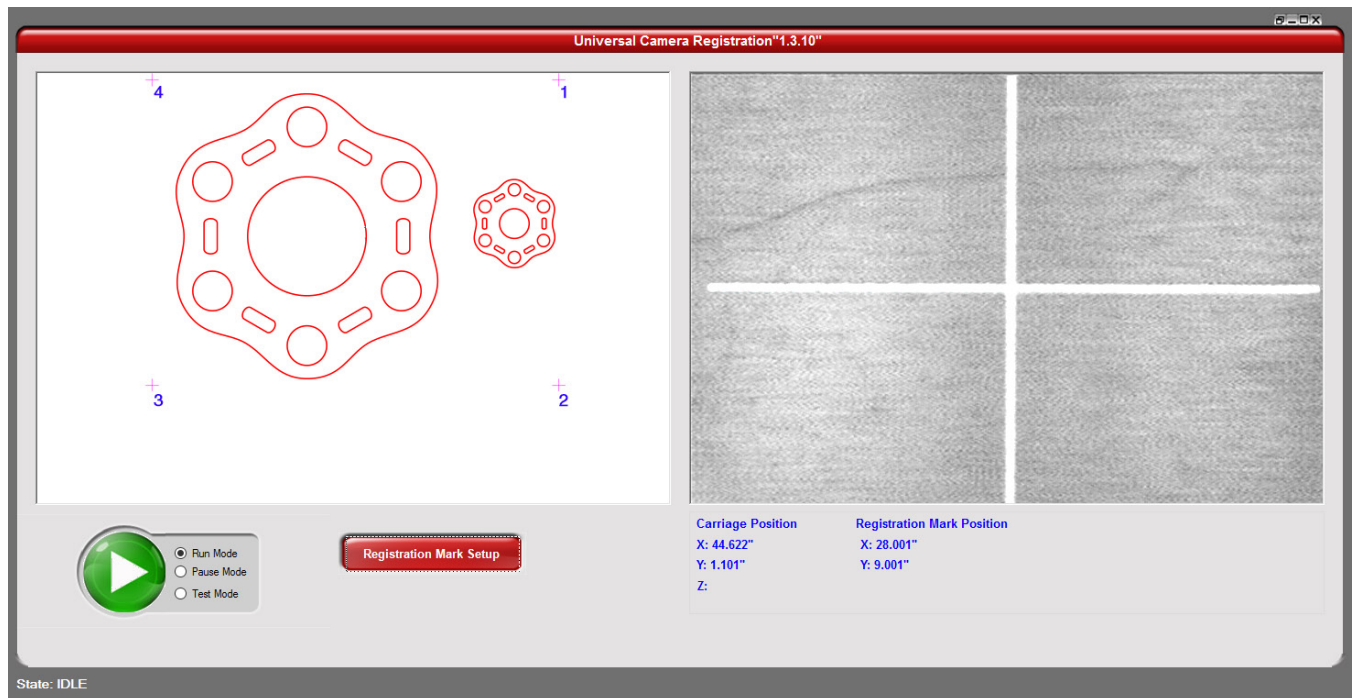 Universal Camera Registration"1.3.10"
4
1
3
2
Run Mode
Pause Mode
Test Mode
Registration Mark Setup
Carriage Position
Registration Mark Position
X: 44.622"
X: 28.001"
Y: 1.101"
Y: 9.001"
Z:
State: IDLE